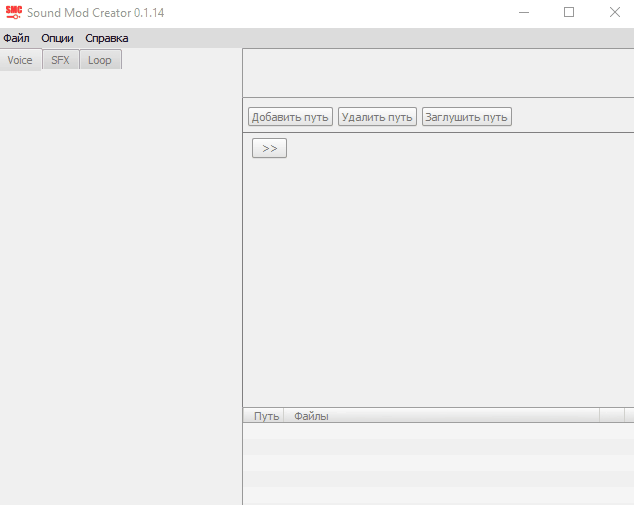 SMC Sound Mod Creator 0.1.14
Файл Опции Справка
Voice SFX Loop
Добавить путь Удалить путь Заглушить путь
>>
Путь Файлы